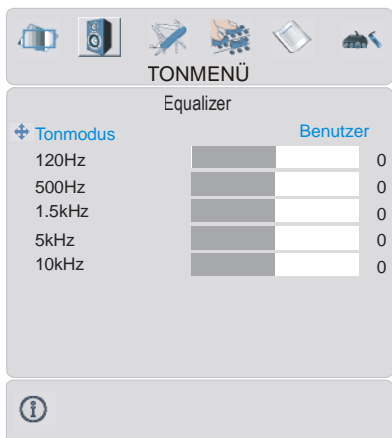 TONMENÜ
Equalizer
Tonmodus Benutzer
120Hz 0
500Hz 0
1.5kHz 0
5kHz 0
10kHz 0